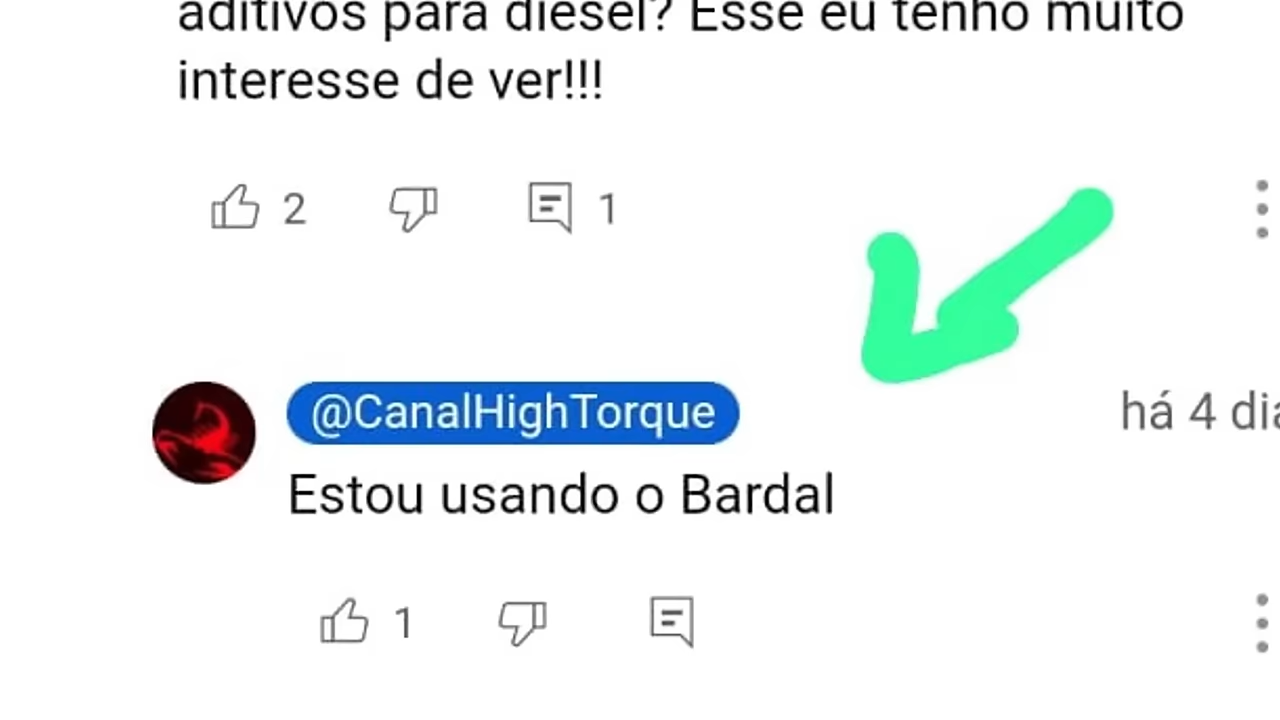 aditivos para diesel? Esse eu tenho muito
interesse de ver!!!
2 1
@CanalHighTorque há 4 dia
Estou usando o Bardal
1